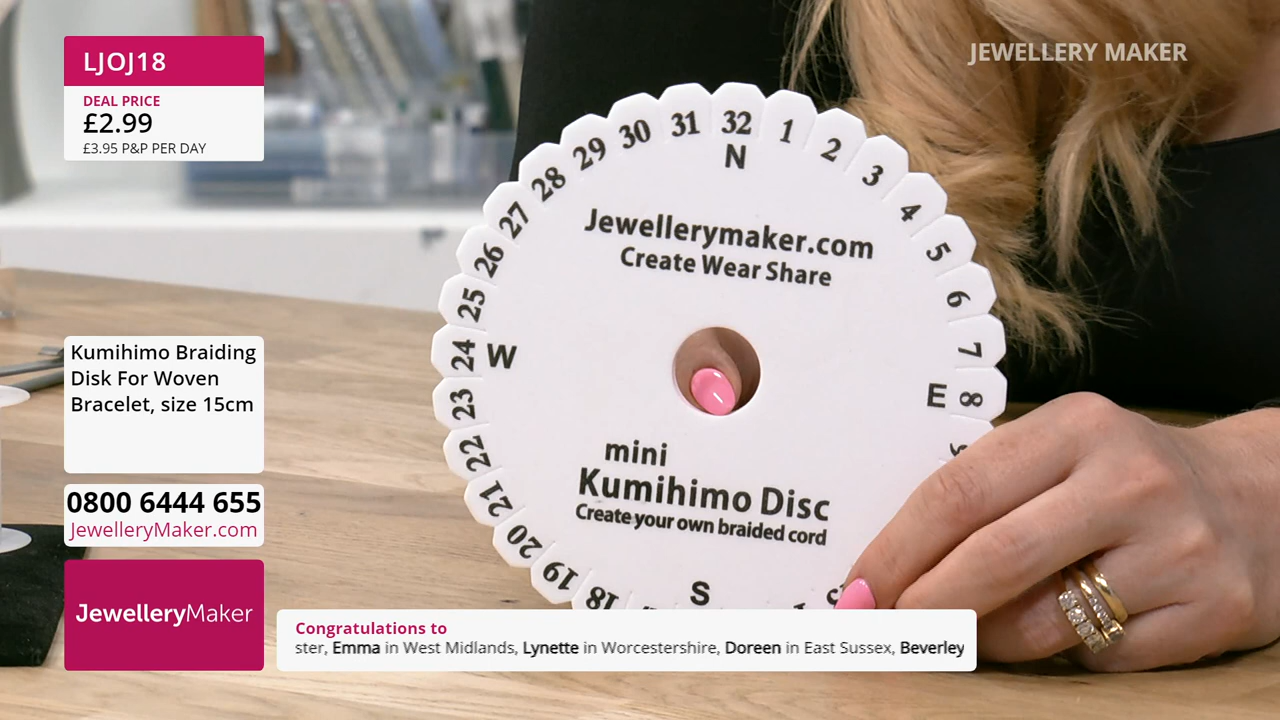 LJOJ18
DEAL PRICE
£2.99
£3.95 P&P PER DAY
JEWELLERY MAKER
31 32 1 2 3 4 5 6 7 8
30 29 28 27 26 25 24 23 22 21 20 19 18
N
W
E
S
Jewellerymaker.com
Create Wear Share
mini
Kumihimo Disc
Create your own braided cord
Kumihimo Braiding
Disk For Woven
Bracelet, size 15cm
0800 6444 655
JewelleryMaker.com
JewelleryMaker
Congratulations to
ster, Emma in West Midlands, Lynette in Worcestershire, Doreen in East Sussex, Beverley